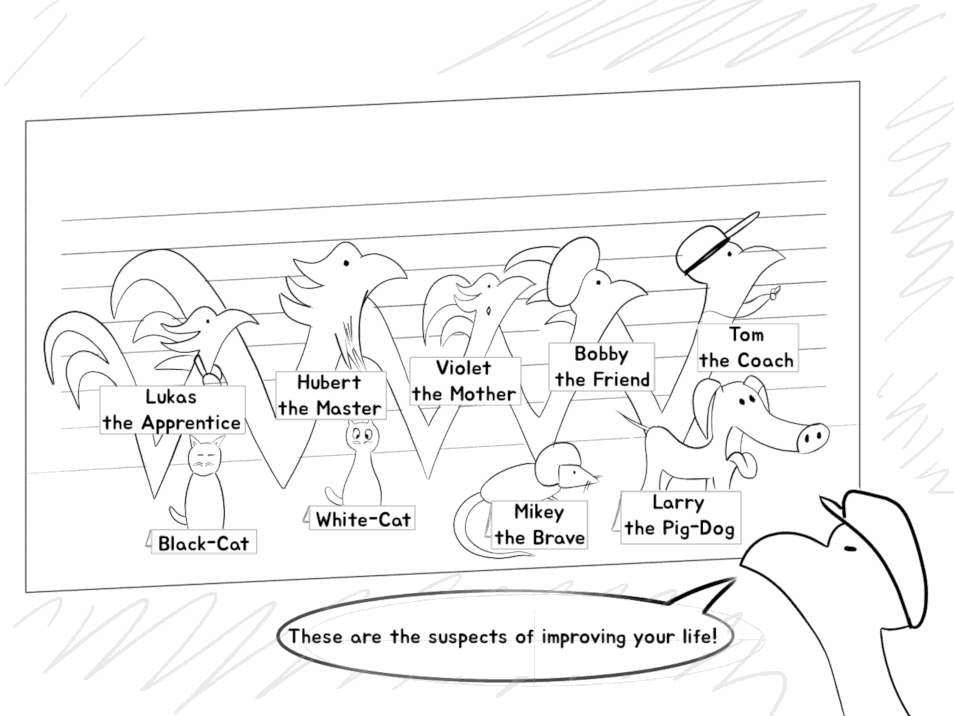 Lukas
the Apprentice
Hubert
the Master
Violet
the Mother
Bobby
the Friend
Tom
the Coach
Black-Cat
White-Cat
Mikey
the Brave
Larry
the Pig-Dog
These are the suspects of improving your life!